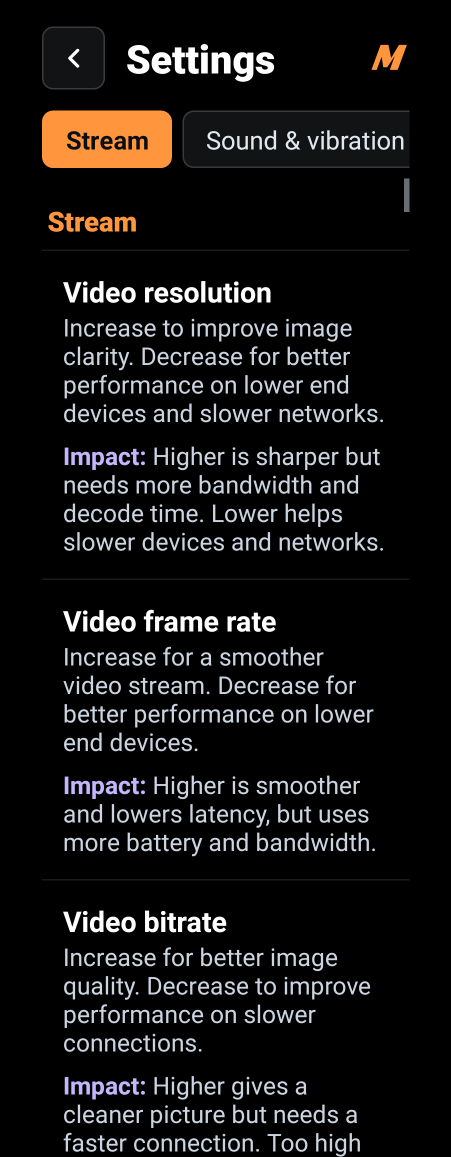 Settings
M
Stream
Sound & vibration
Stream
Video resolution
Increase to improve image
clarity. Decrease for better
performance on lower end
devices and slower networks.
Impact: Higher is sharper but
needs more bandwidth and
decode time. Lower helps
slower devices and networks.
Video frame rate
Increase for a smoother
video stream. Decrease for
better performance on lower
end devices.
Impact: Higher is smoother
and lowers latency, but uses
more battery and bandwidth.
Video bitrate
Increase for better image
quality. Decrease to improve
performance on slower
connections.
Impact: Higher gives a
cleaner picture but needs a
faster connection. Too high